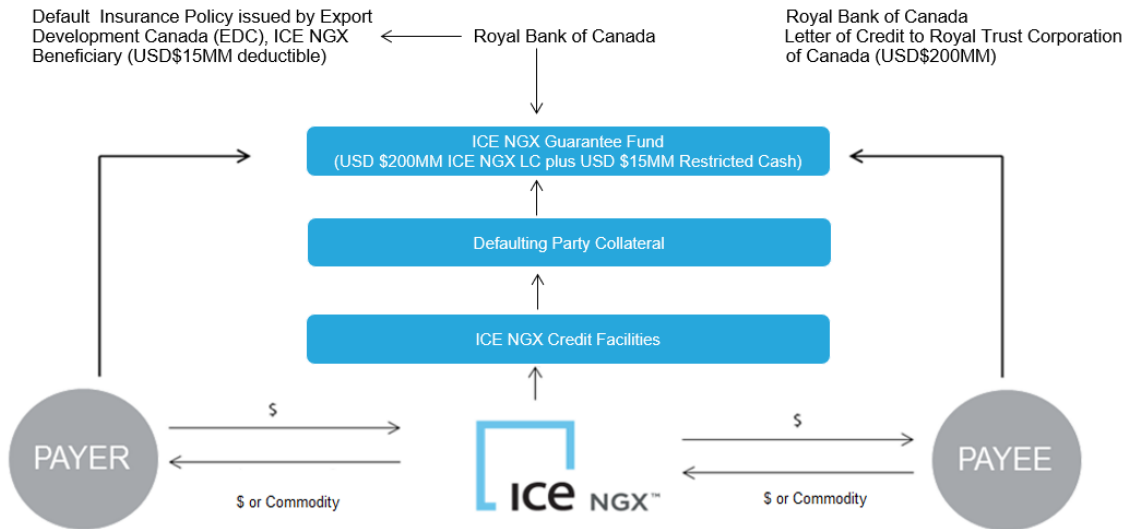 Default  Insurance Policy issued by Export
Development Canada (EDC), ICE NGX
Beneficiary (USD$15MM deductible)
Royal Bank of Canada
Royal Bank of Canada
Letter of Credit to Royal Trust Corporation
of Canada (USD$200MM)
ICE NGX Guarantee Fund
(USD $200MM ICE NGX LC plus USD $15MM Restricted Cash)
Defaulting Party Collateral
ICE NGX Credit Facilities
PAYER
$
$ or Commodity
ice NGX™
$
$ or Commodity
PAYEE